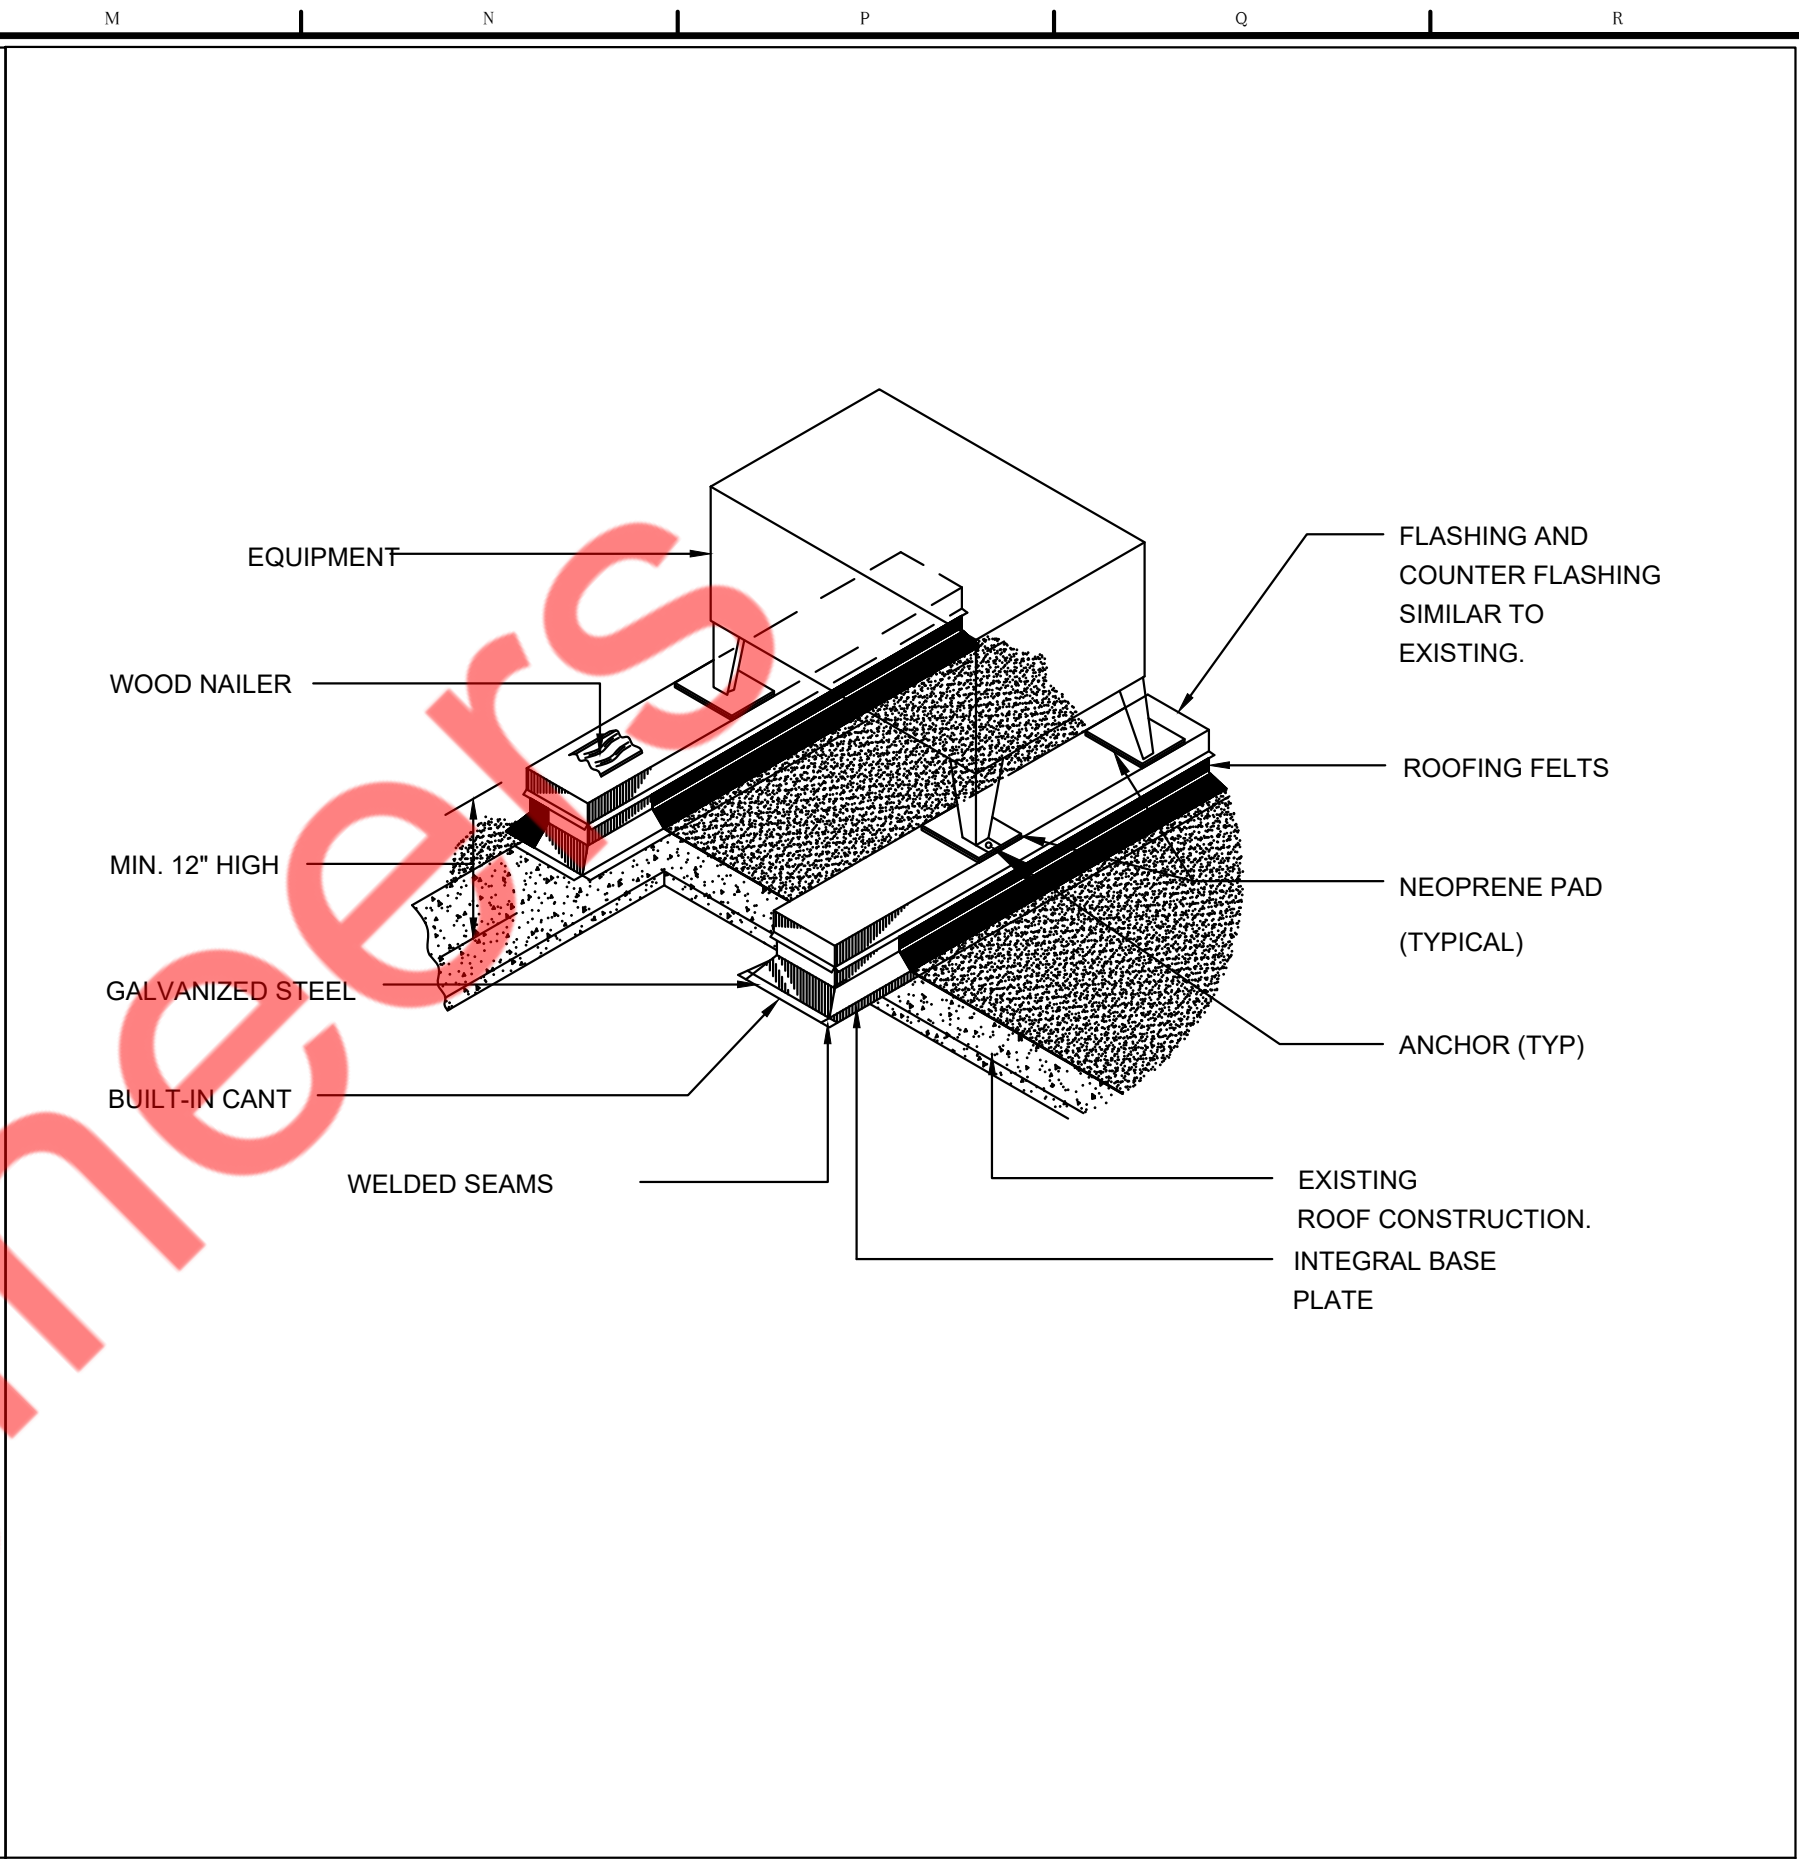 M N P Q R
EQUIPMENT
FLASHING AND
COUNTER FLASHING
SIMILAR TO
EXISTING.
WOOD NAILER
ROOFING FELTS
MIN. 12" HIGH
NEOPRENE PAD
(TYPICAL)
GALVANIZED STEEL
ANCHOR (TYP)
BUILT-IN CANT
WELDED SEAMS
EXISTING
ROOF CONSTRUCTION.
INTEGRAL BASE
PLATE
neers